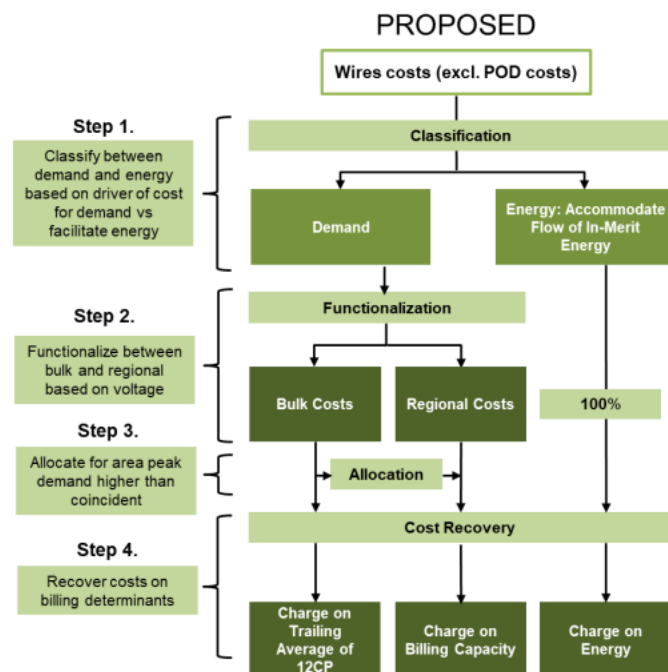 PROPOSED
Wires costs (excl. POD costs)
Step 1.
Classify between
demand and energy
based on driver of cost
for demand vs
facilitate energy
Classification
Demand
Energy: Accommodate
Flow of In-Merit
Energy
Step 2.
Functionalize between
bulk and regional
based on voltage
Functionalization
Bulk Costs
Regional Costs
100%
Step 3.
Allocate for area peak
demand higher than
coincident
Allocation
Step 4.
Recover costs on
billing determinants
Cost Recovery
Charge on
Trailing
Average of
12CP
Charge on
Billing Capacity
Charge on
Energy